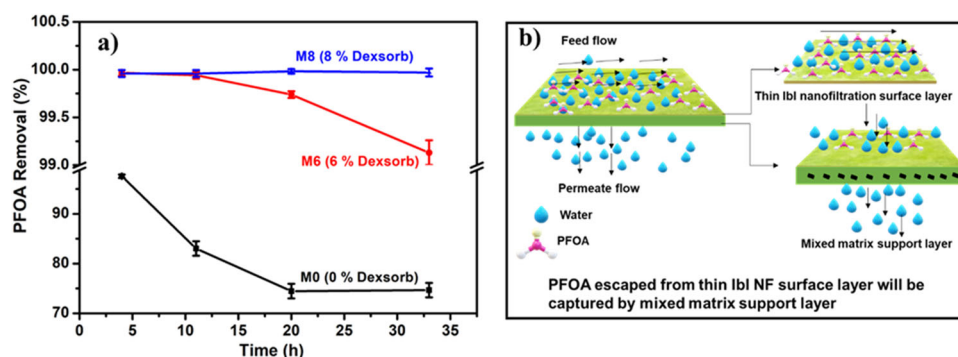 a)
PFOA Removal (%)
100.5
100.0
99.5
99.0
90
80
70
M8 (8 % Dexsorb)
M6 (6 % Dexsorb)
M0 (0 % Dexsorb)
0 5 10 15 20 25 30 35
Time (h)
b)
Feed flow
Thin lbl nanofiltration surface layer
Permeate flow
Water
PFOA
Mixed matrix support layer
PFOA escaped from thin lbl NF surface layer will be
captured by mixed matrix support layer